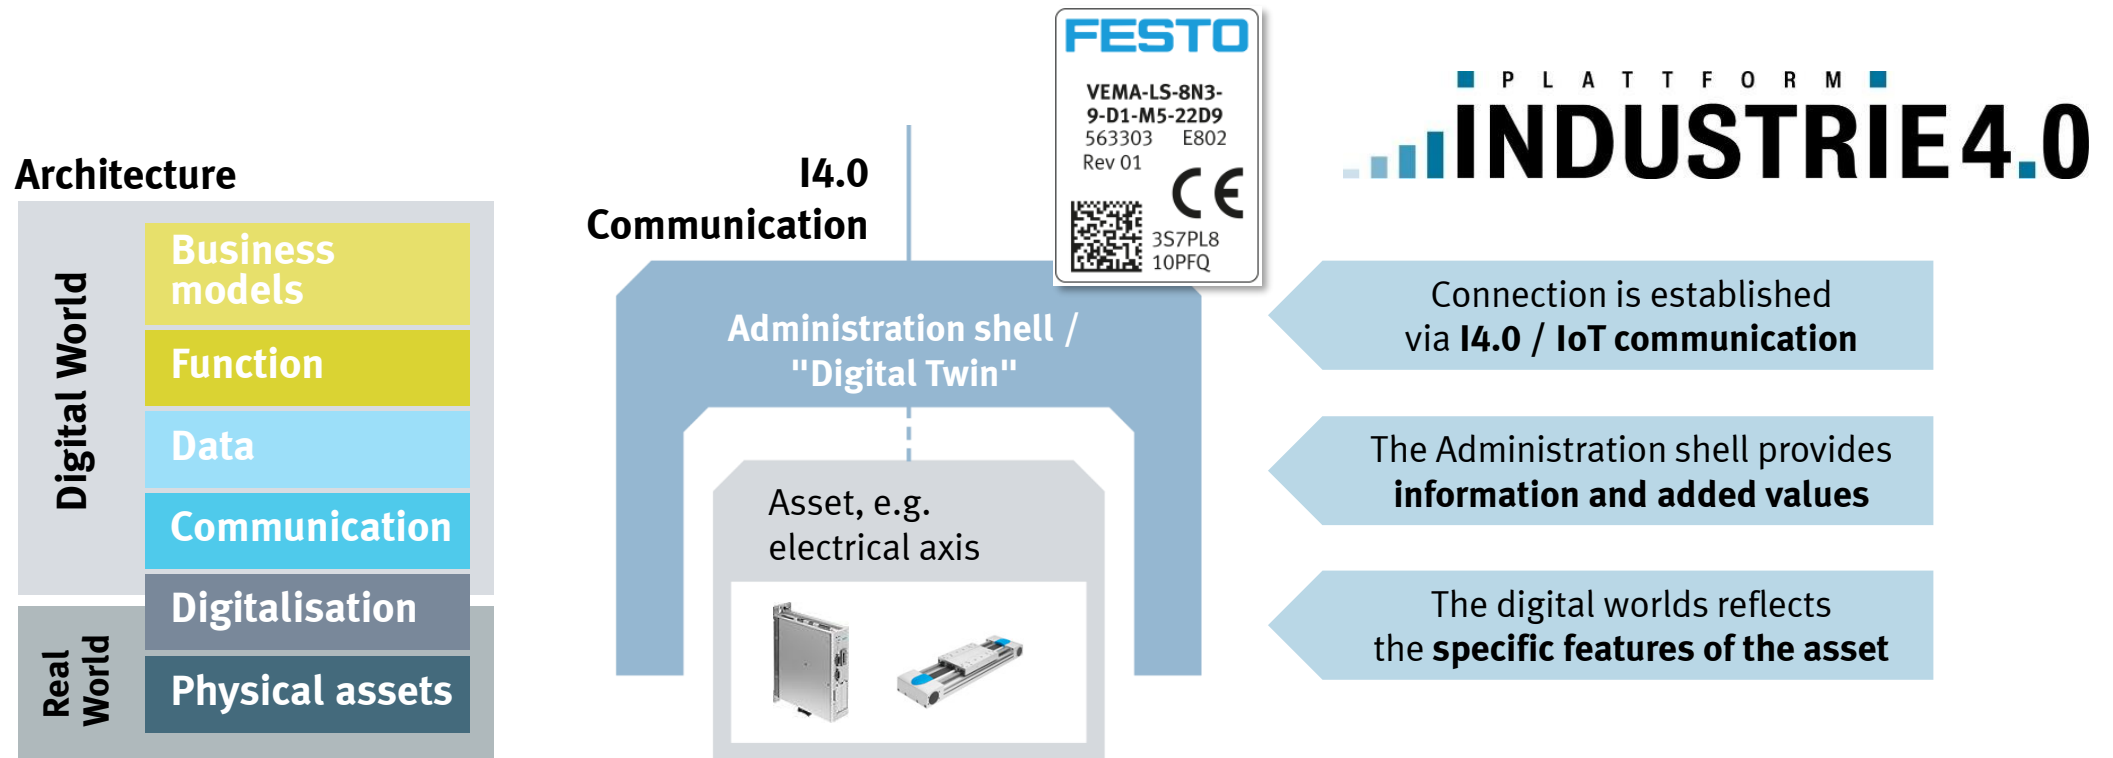 Architecture
Digital World
Business
models
Function
Data
Communication
Digitalisation
Real
World
Physical assets
I4.0
Communication
FESTO
VEMA-LS-8N3-
9-D1-M5-22D9
563303 E802
Rev 01
CE
3S7PL8
10PFQ
Administration shell /
"Digital Twin"
Asset, e.g.
electrical axis
PLATTFORM
INDUSTRIE4.0
Connection is established
via I4.0 / IoT communication
The Administration shell provides
information and added values
The digital worlds reflects
the specific features of the asset